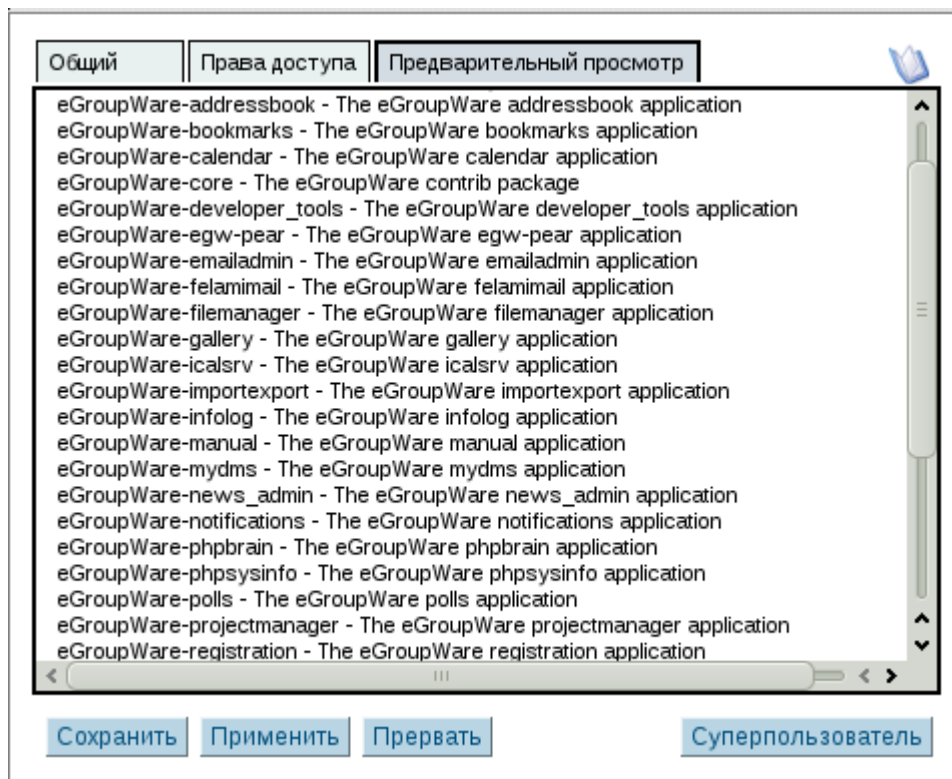 Общий Права доступа Предварительный просмотр
eGroupWare-addressbook - The eGroupWare addressbook application
eGroupWare-bookmarks - The eGroupWare bookmarks application
eGroupWare-calendar - The eGroupWare calendar application
eGroupWare-core - The eGroupWare contrib package
eGroupWare-developer_tools - The eGroupWare developer_tools application
eGroupWare-egw-pear - The eGroupWare egw-pear application
eGroupWare-emailadmin - The eGroupWare emailadmin application
eGroupWare-felamimail - The eGroupWare felamimail application
eGroupWare-filemanager - The eGroupWare filemanager application
eGroupWare-gallery - The eGroupWare gallery application
eGroupWare-icalsrv - The eGroupWare icalsrv application
eGroupWare-importexport - The eGroupWare importexport application
eGroupWare-infolog - The eGroupWare infolog application
eGroupWare-manual - The eGroupWare manual application
eGroupWare-mydms - The eGroupWare mydms application
eGroupWare-news_admin - The eGroupWare news_admin application
eGroupWare-notifications - The eGroupWare notifications application
eGroupWare-phpbrain - The eGroupWare phpbrain application
eGroupWare-phpsysinfo - The eGroupWare phpsysinfo application
eGroupWare-polls - The eGroupWare polls application
eGroupWare-projectmanager - The eGroupWare projectmanager application
eGroupWare-registration - The eGroupWare registration application
Сохранить Применить Прервать Суперпользователь